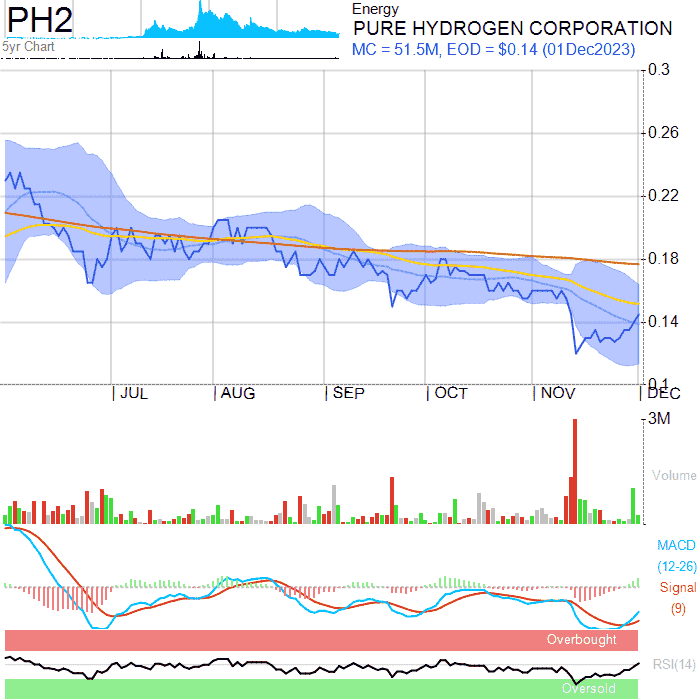 PH2
Energy
PURE HYDROGEN CORPORATION
5yr Chart
MC = 51.5M, EOD = $0.14 (01Dec2023)
0.3
0.26
0.22
0.18
0.14
0.1
JUL AUG SEP OCT NOV DEC
3M
Volume
MACD
(12-26)
Signal
(9)
Overbought
RSI(14)
Oversold